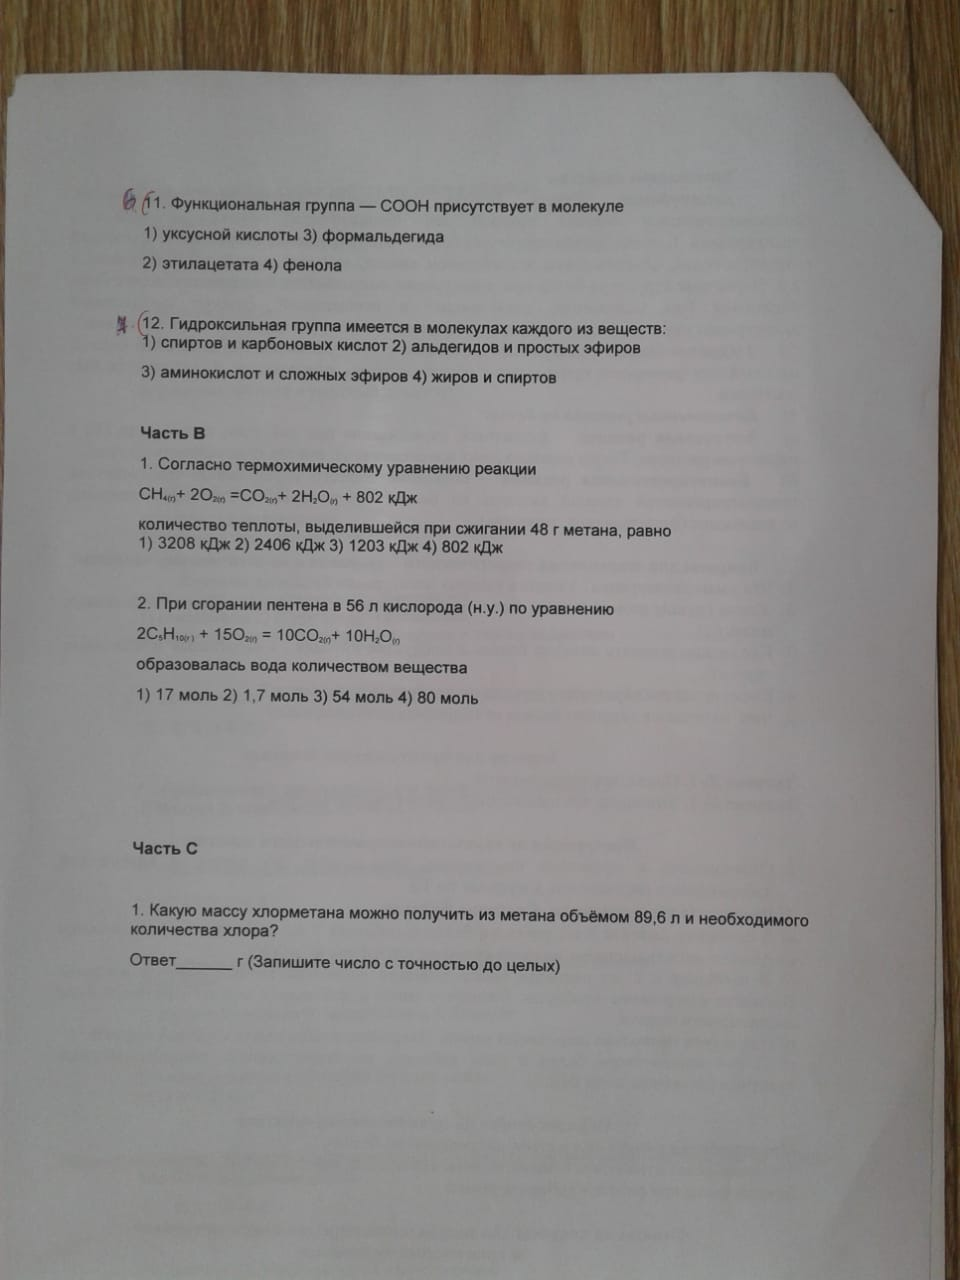 6 11. Функциональная группа — СООН присутствует в молекуле
1) уксусной кислоты 3) формальдегида
2) этилацетата 4) фенола
12. Гидроксильная группа имеется в молекулах каждого из веществ:
1) спиртов и карбоновых кислот 2) альдегидов и простых эфиров
3) аминокислот и сложных эфиров 4) жиров и спиртов
Часть В
1. Согласно термохимическому уравнению реакции
CH₄₍г₎+ 2O₂₍г₎ =CO₂₍г₎+ 2H₂O₍г₎ + 802 кДж
количество теплоты, выделившейся при сжигании 48 г метана, равно
1) 3208 кДж 2) 2406 кДж 3) 1203 кДж 4) 802 кДж
2. При сгорании пентена в 56 л кислорода (н.у.) по уравнению
2C₅H₁₀₍г₎ + 15O₂₍г₎ = 10CO₂₍г₎+ 10H₂O₍г₎
образовалась вода количеством вещества
1) 17 моль 2) 1,7 моль 3) 54 моль 4) 80 моль
Часть С
1. Какую массу хлорметана можно получить из метана объёмом 89,6 л и необходимого
количества хлора?
Ответ______ г (Запишите число с точностью до целых)